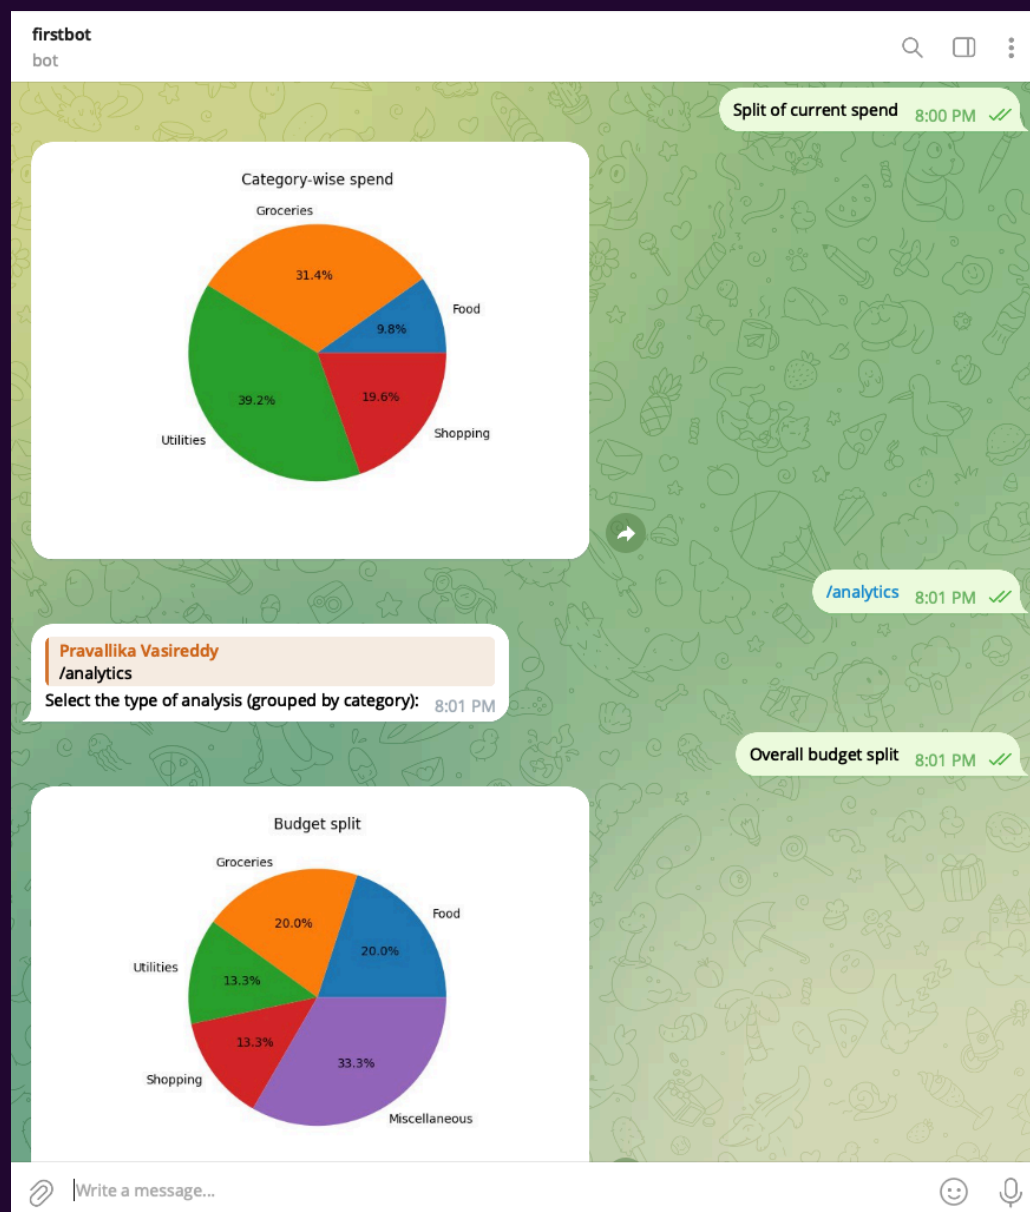 firstbot
bot
Split of current spend 8:00 PM
Category-wise spend
Groceries
31.4%
Food
9.8%
39.2%
19.6%
Utilities
Shopping
/analytics 8:01 PM
Pravallika Vasireddy
/analytics
Select the type of analysis (grouped by category): 8:01 PM
Overall budget split 8:01 PM
Budget split
Groceries
Food
20.0%
20.0%
Utilities
13.3%
13.3%
33.3%
Shopping
Miscellaneous
Write a message...